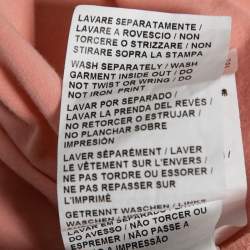 LAVARE SEPARATAMENTE /
LAVARE A ROVESCIO / NON
TORCERE O STRIZZARE / NON
STIRARE SOPRA LA STAMPA
WASH SEPARATELY / WASH
GARMENT INSIDE OUT / DO
NOT TWIST OR WRING / DO
NOT IRON PRINT
LAVAR POR SEPARADO /
LAVAR LA PRENDA DEL REVÉS /
NO RETORCER O ESTRUJAR /
NO PLANCHAR SOBRE
IMPRESIÓN
LAVER SÉPARÉMENT / LAVER
LE VÊTEMENT SUR L'ENVERS /
NE PAS TORDRE OU ESSORER /
NE PAS REPASSER SUR
L'IMPRIMÉ
GETRENNT WASCHEN / LINKS
AO AVESSO / NÃO TORCER OU
ESPREMER / NÃO PASSE A